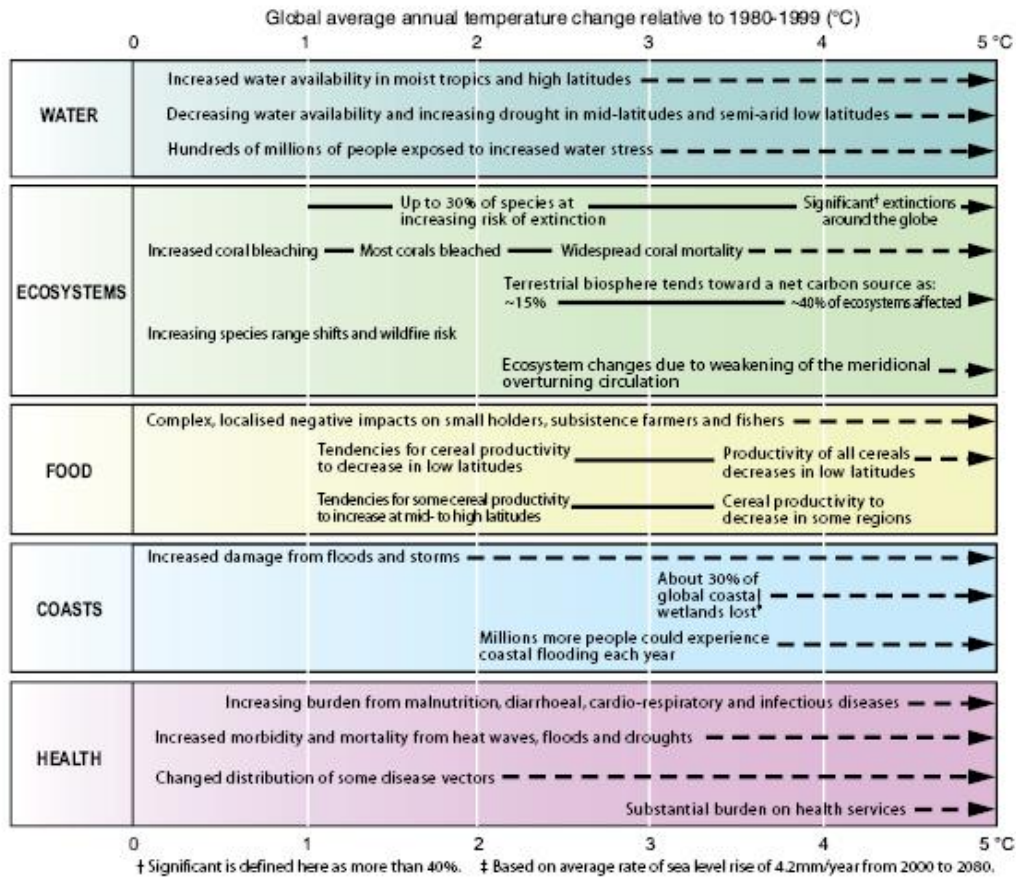 Global average annual temperature change relative to 1980-1999 (°C)
0 1 2 3 4 5 °C
WATER
Increased water availability in moist tropics and high latitudes
Decreasing water availability and increasing drought in mid-latitudes and semi-arid low latitudes
Hundreds of millions of people exposed to increased water stress
ECOSYSTEMS
Up to 30% of species at
increasing risk of extinction
Significant† extinctions
around the globe
Increased coral bleaching Most corals bleached Widespread coral mortality
Terrestrial biosphere tends toward a net carbon source as:
~15% ~40% of ecosystems affected
Increasing species range shifts and wildfire risk
Ecosystem changes due to weakening of the meridional
overturning circulation
FOOD
Complex, localised negative impacts on small holders, subsistence farmers and fishers
Tendencies for cereal productivity
to decrease in low latitudes
Productivity of all cereals
decreases in low latitudes
Tendencies for some cereal productivity
to increase at mid- to high latitudes
Cereal productivity to
decrease in some regions
COASTS
Increased damage from floods and storms
About 30% of
global coastal
wetlands lost‡
Millions more people could experience
coastal flooding each year
HEALTH
Increasing burden from malnutrition, diarrhoeal, cardio-respiratory and infectious diseases
Increased morbidity and mortality from heat waves, floods and droughts
Changed distribution of some disease vectors
Substantial burden on health services
0 1 2 3 4 5 °C
† Significant is defined here as more than 40%. ‡ Based on average rate of sea level rise of 4.2mm/year from 2000 to 2080.